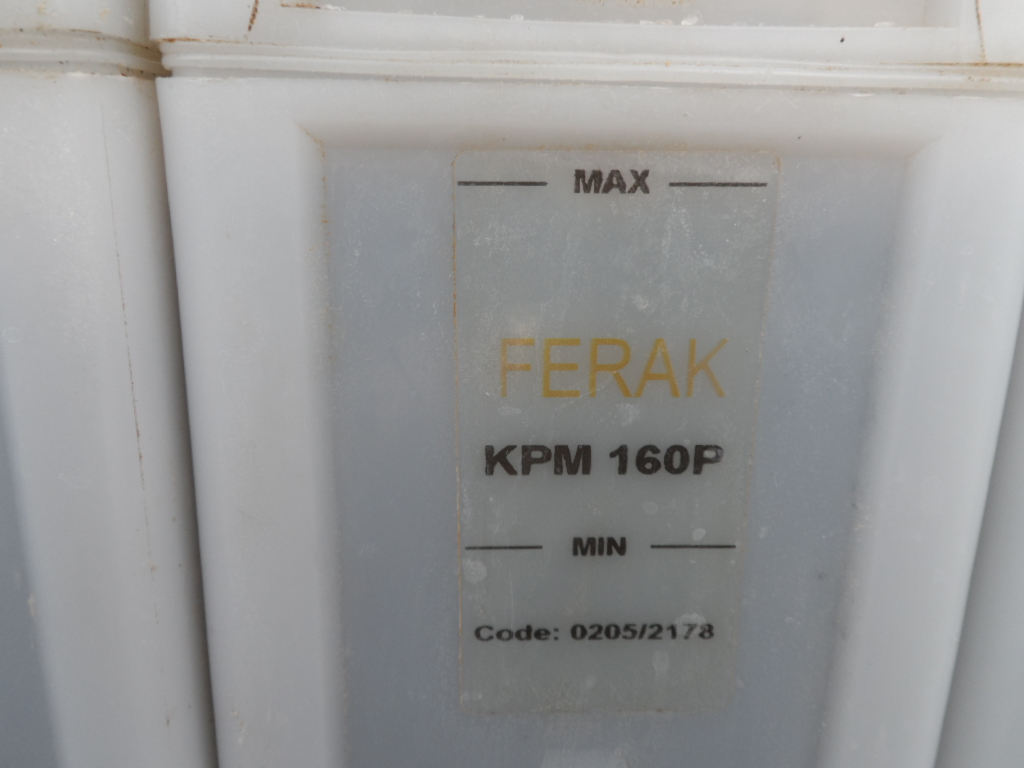 MAX
FERAK
KPM 160P
MIN
Code: 0205/2178